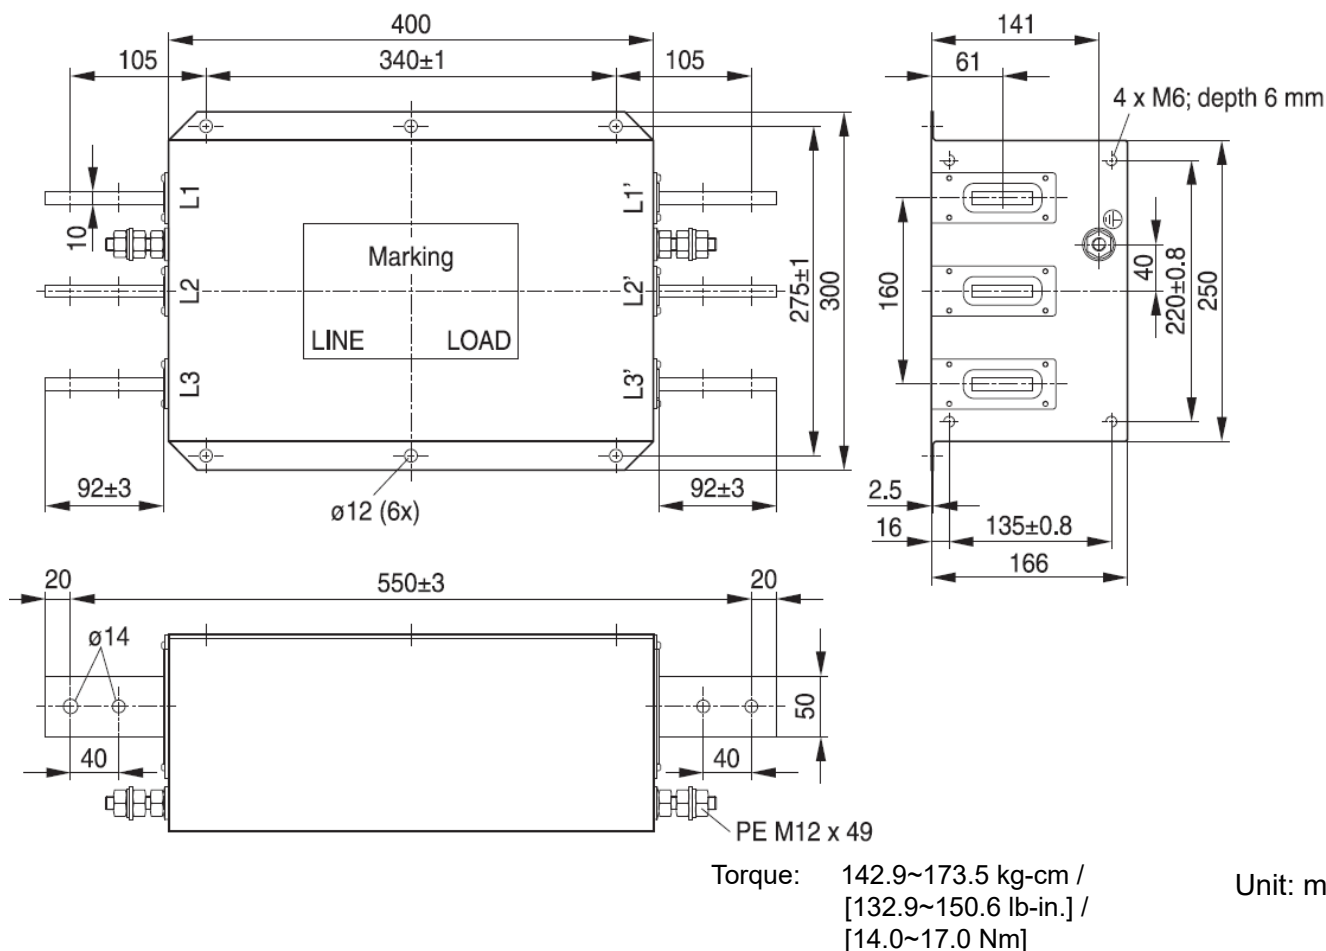 400
141
105
340±1
105
61
4 x M6; depth 6 mm
L1
L1’
10
Marking
L2
L2’
LINE
LOAD
L3
L3’
275±1
300
160
40
220±0.8
250
92±3
92±3
ø12 (6x)
2.5
16
135±0.8
166
20
550±3
20
ø14
50
40
40
PE M12 x 49
Torque: 142.9~173.5 kg-cm /
[132.9~150.6 lb-in.] /
[14.0~17.0 Nm]
Unit: m